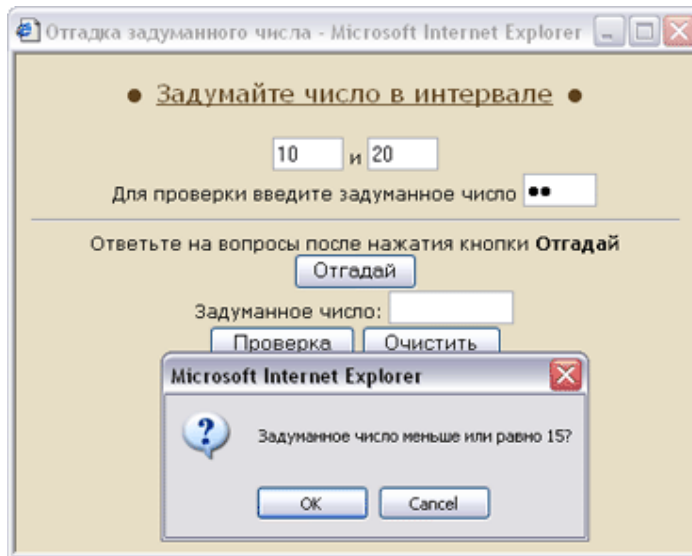 Отгадка задуманного числа - Microsoft Internet Explorer
• Задумайте число в интервале •
10 и 20
Для проверки введите задуманное число ••
Ответьте на вопросы после нажатия кнопки Отгадай
Отгадай
Задуманное число:
Проверка Очистить
Microsoft Internet Explorer
Задуманное число меньше или равно 15?
OK Cancel